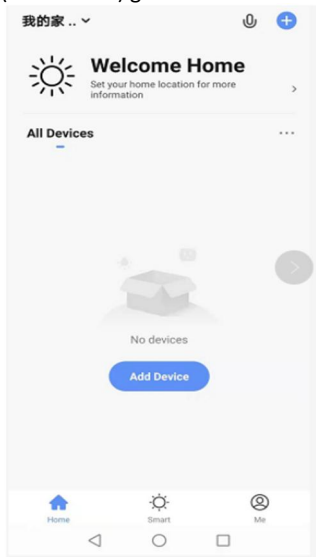 我的家 ..
Welcome Home
Set your home location for more
information
All Devices
No devices
Add Device
Home
Smart
Me